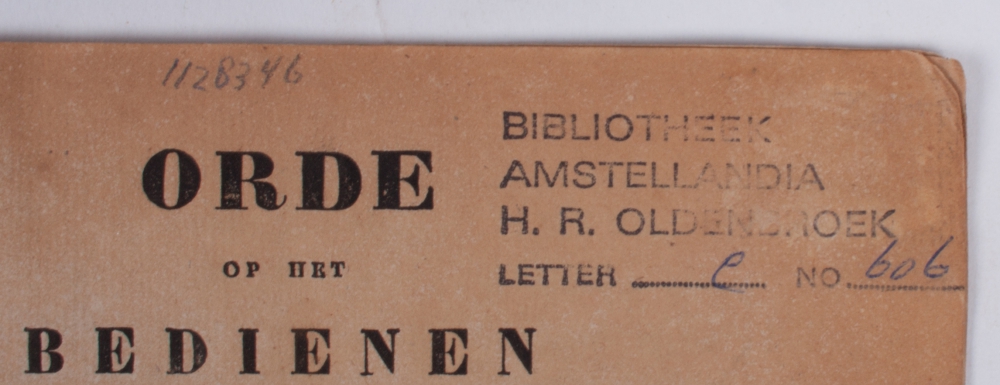 1128346
ORDE
OP HET
BEDIENEN
BIBLIOTHEEK
AMSTELLANDIA
H. R. OLDENBROEK
LETTER e NO 606